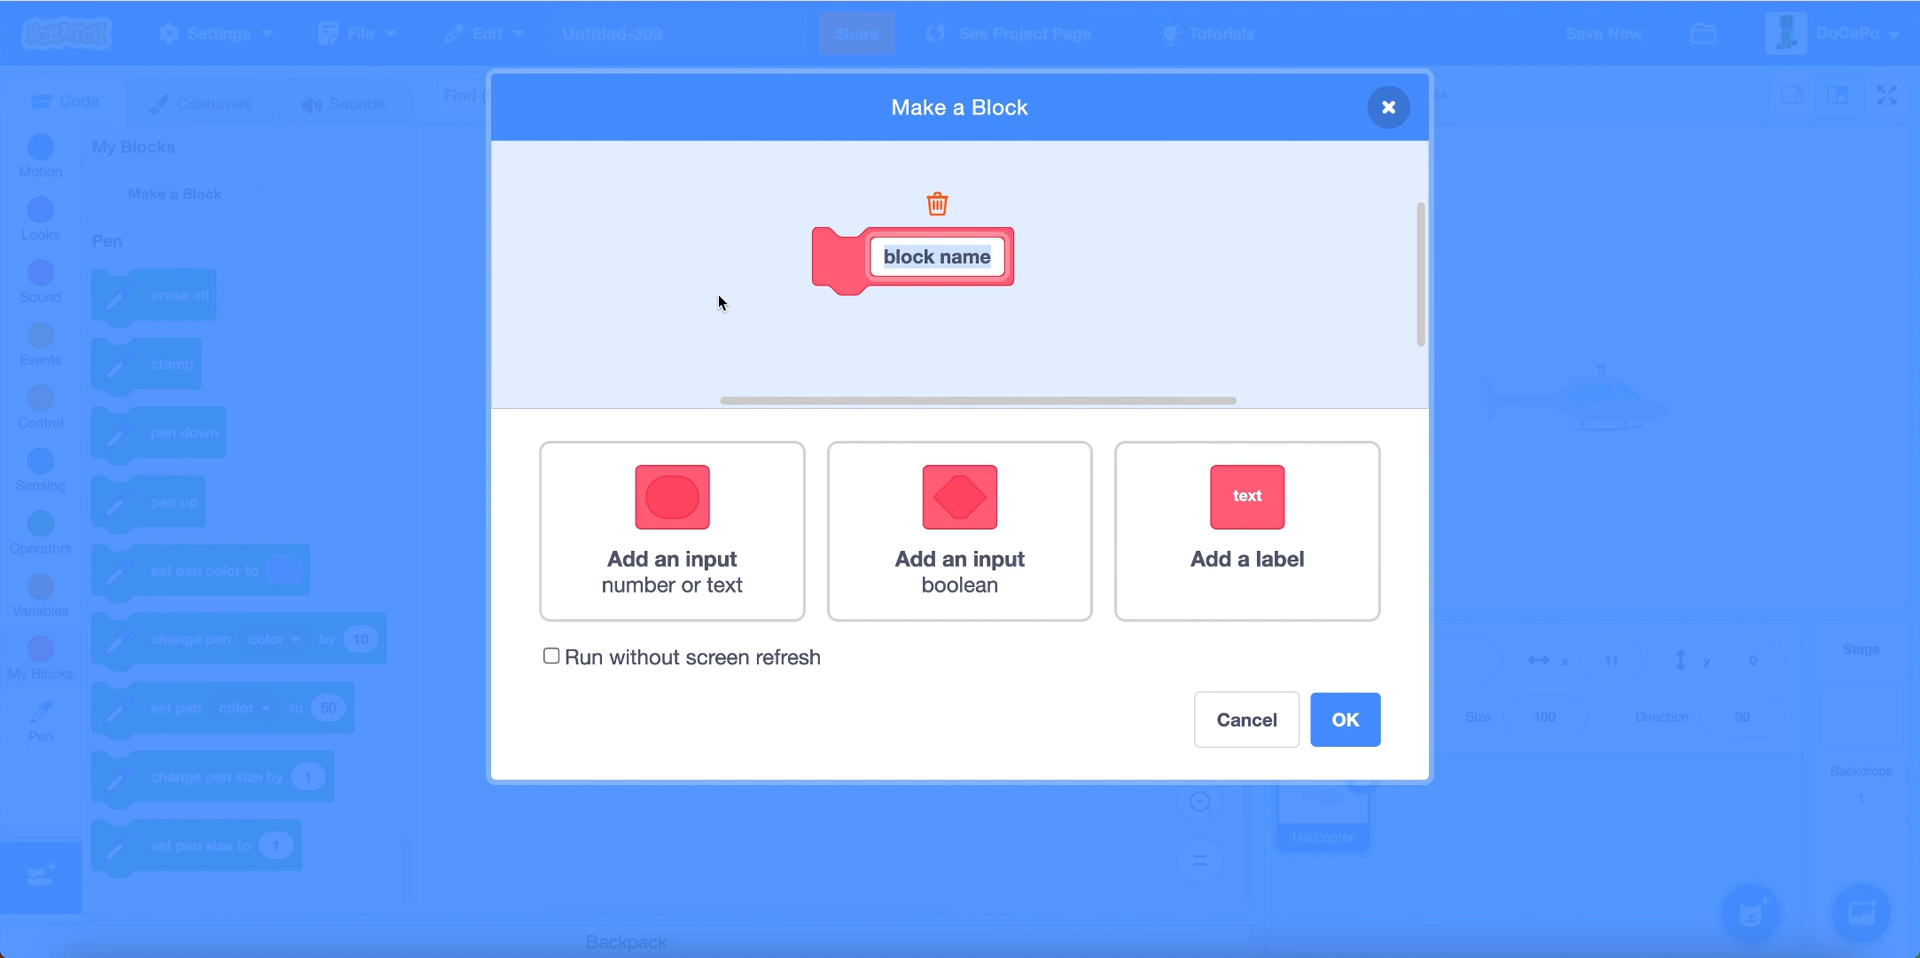 SCRATCH
Settings
File
Edit
Untitled-309
Share
See Project Page
Tutorials
Save Now
DoCaPo
Code
Costumes
Sounds
Find
Make a Block
My Blocks
Make a Block
Pen
Motion
Looks
Sound
Events
Control
Sensing
Operators
Variables
My Blocks
Pen
erase all
stamp
pen down
pen up
set pen color to
change pen color by 10
set pen color to 50
change pen size by 1
set pen size to 1
block name
Add an input
number or text
Add an input
boolean
text
Add a label
Run without screen refresh
Cancel
OK
x 11
y 0
Size 100
Direction 90
Stage
Backdrops
1
Helicopter
Backpack